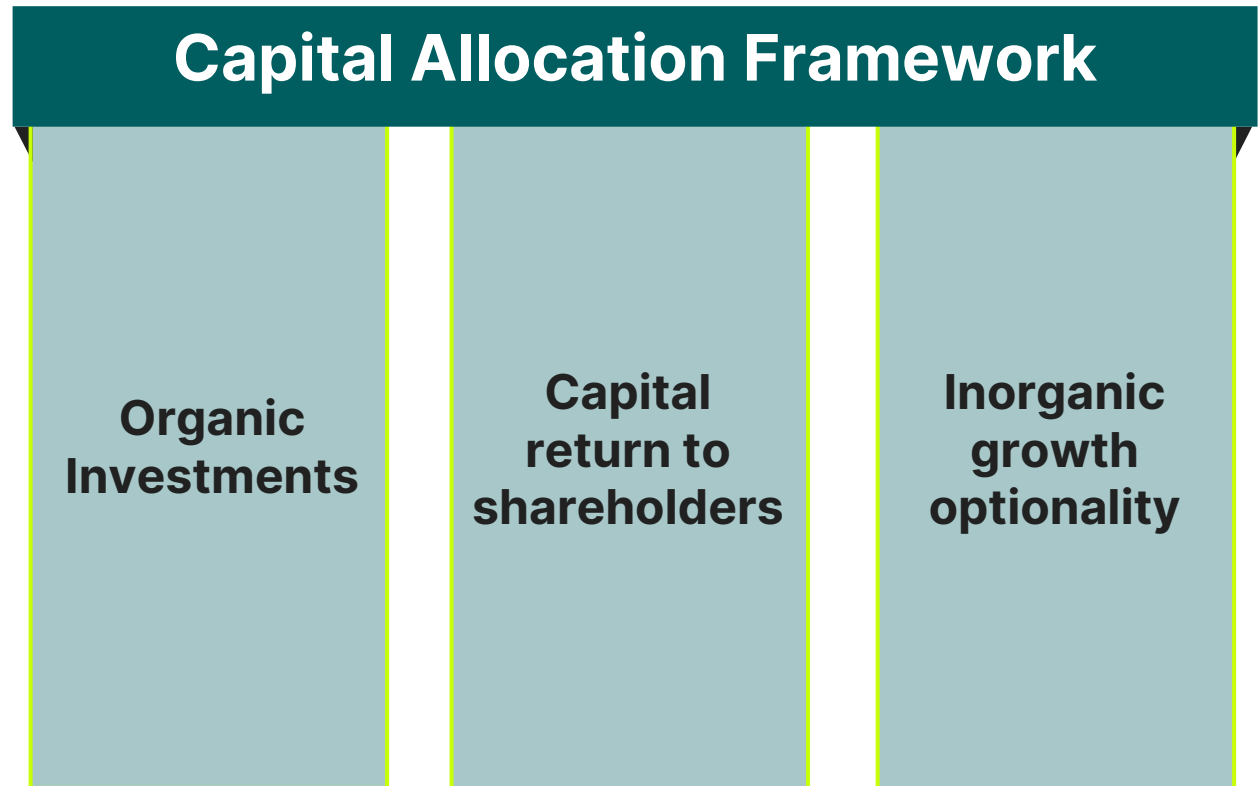 Capital Allocation Framework
Organic
Investments
Capital
return to
shareholders
Inorganic
growth
optionality